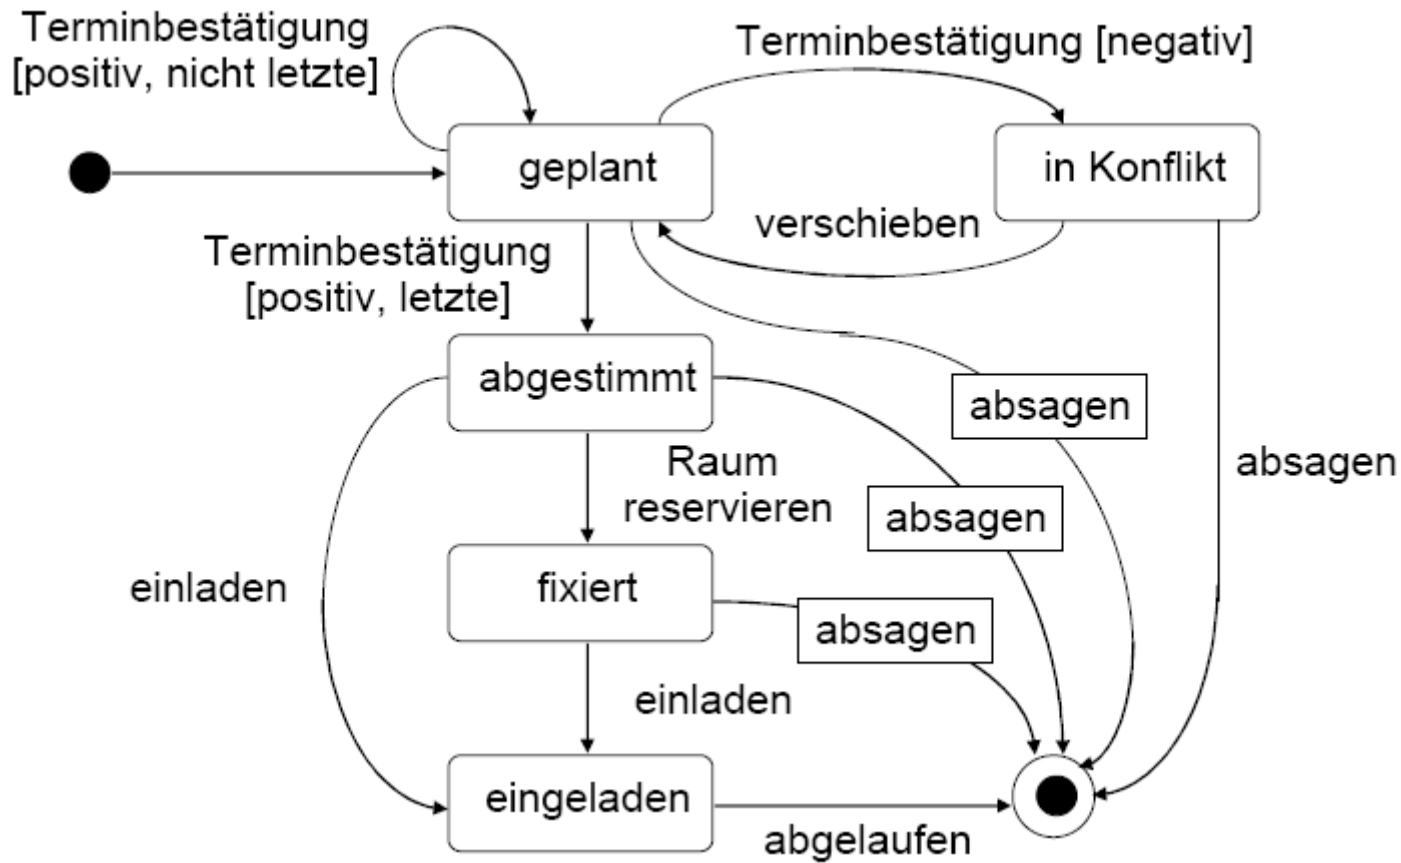 Terminbestätigung
[positiv, nicht letzte]
Terminbestätigung [negativ]
geplant
in Konflikt
verschieben
Terminbestätigung
[positiv, letzte]
abgestimmt
absagen
Raum
reservieren
absagen
absagen
einladen
fixiert
absagen
einladen
eingeladen
abgelaufen